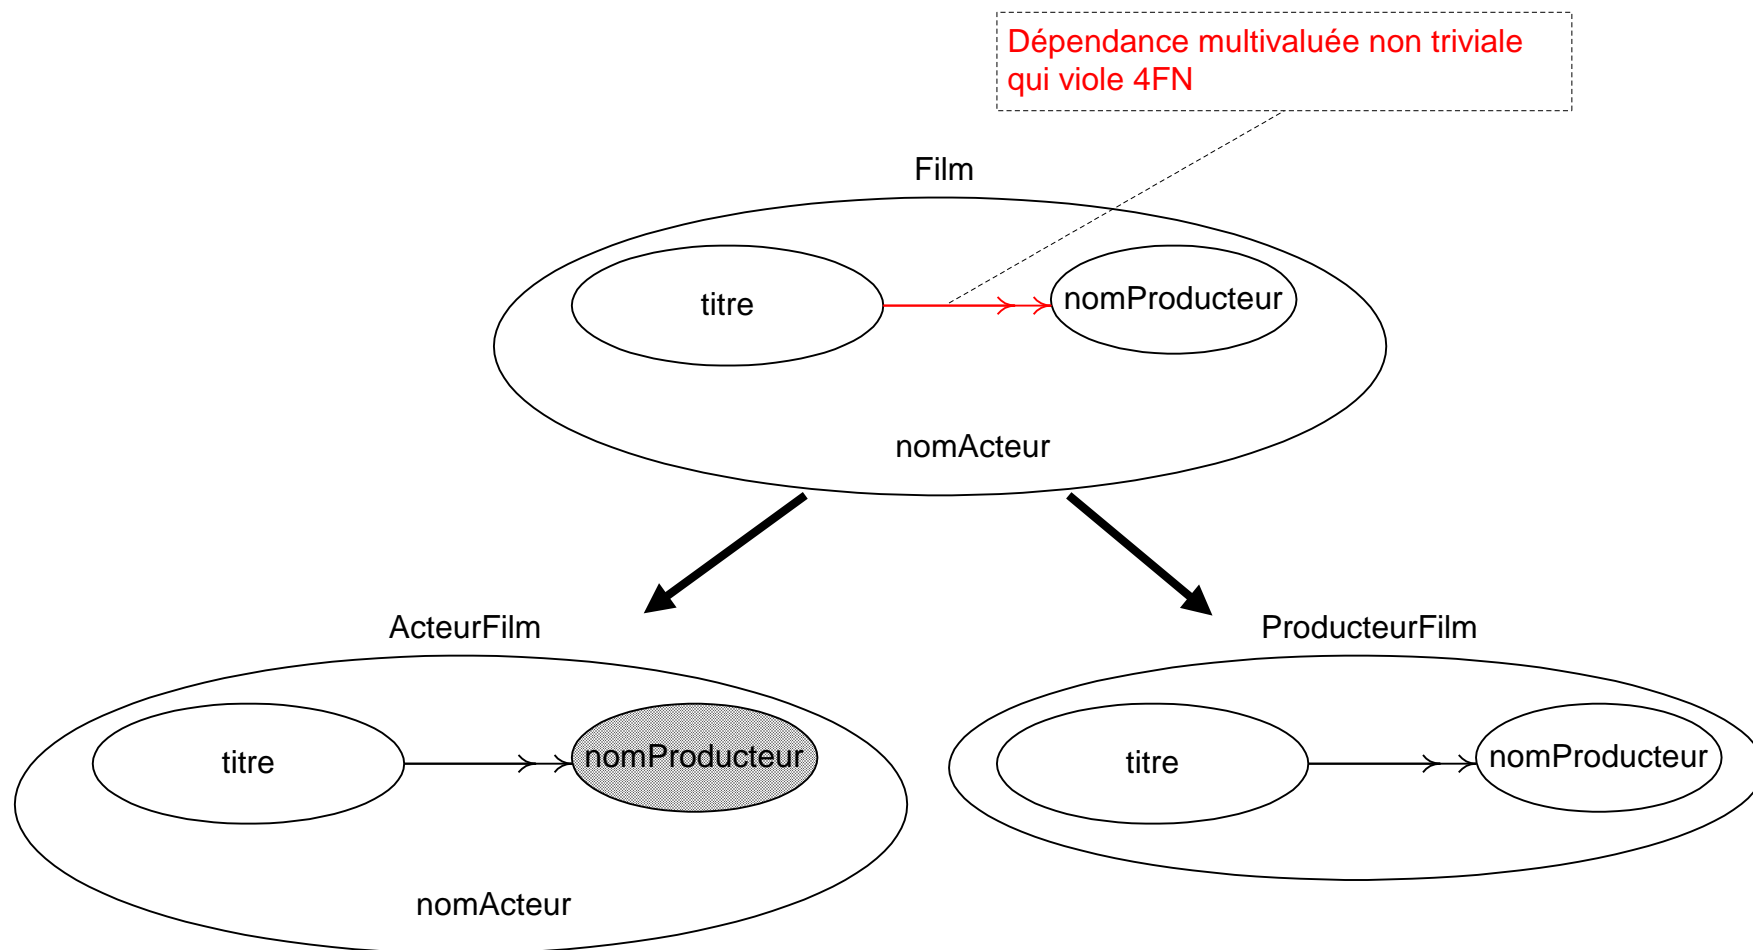 Dépendance multivaluée non triviale
qui viole 4FN
Film
titre
nomProducteur
nomActeur
ActeurFilm
ProducteurFilm
titre
nomProducteur
titre
nomProducteur
nomActeur